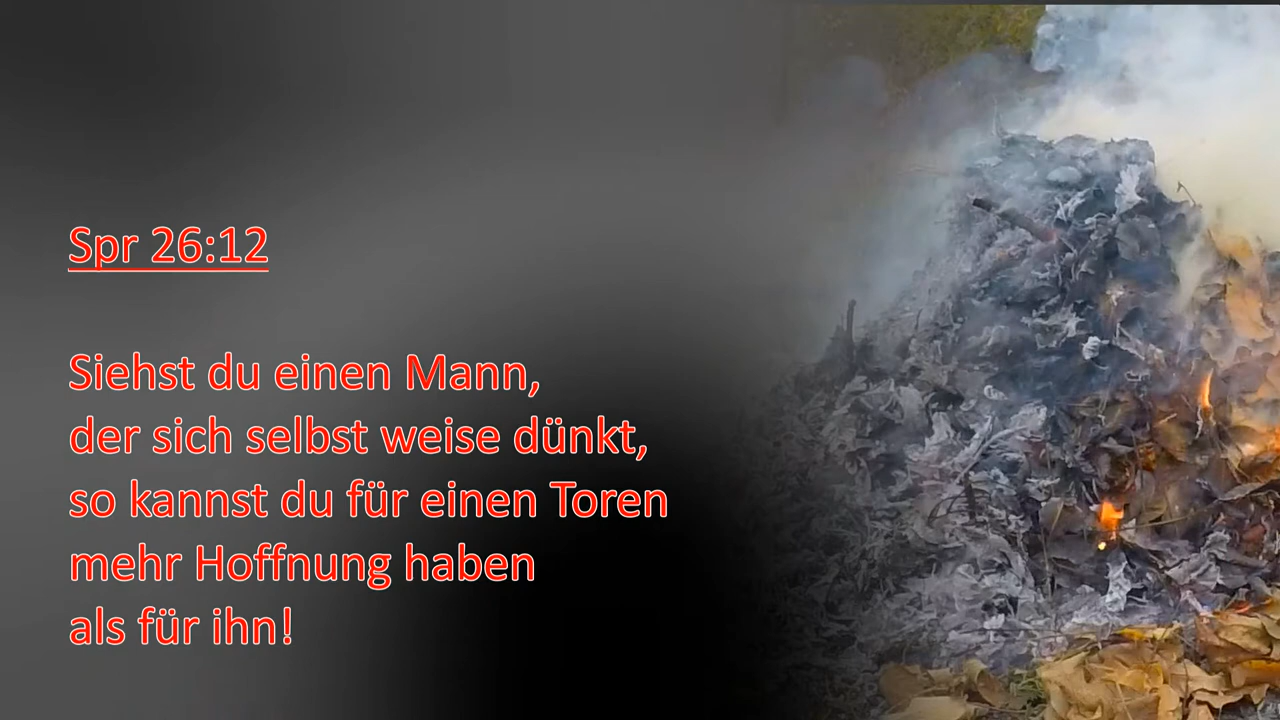 Spr 26:12
Siehst du einen Mann,
der sich selbst weise dünkt,
so kannst du für einen Toren
mehr Hoffnung haben
als für ihn!